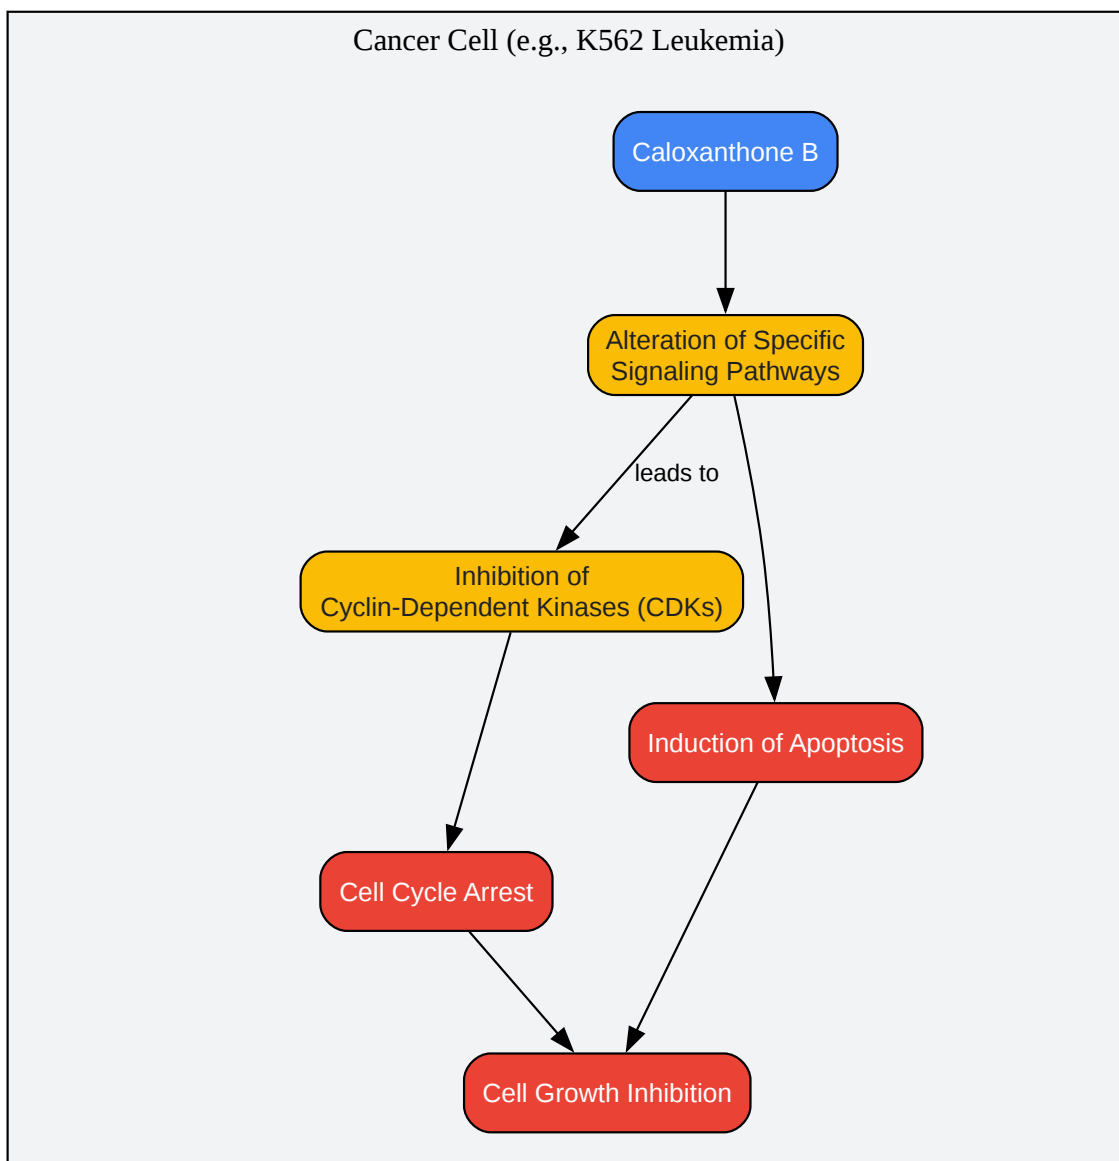 Cancer Cell (e.g., K562 Leukemia)
Caloxanthone B
Alteration of Specific
Signaling Pathways
leads to
Inhibition of
Cyclin-Dependent Kinases (CDKs)
Induction of Apoptosis
Cell Cycle Arrest
Cell Growth Inhibition